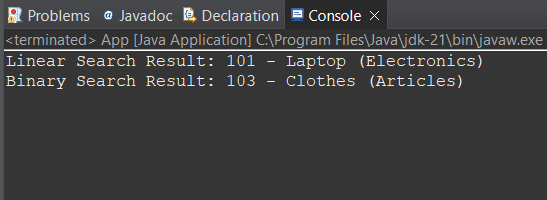 Problems Javadoc Declaration Console
<terminated> App [Java Application] C:\Program Files\Java\jdk-21\bin\javaw.exe
Linear Search Result: 101 - Laptop (Electronics)
Binary Search Result: 103 - Clothes (Articles)